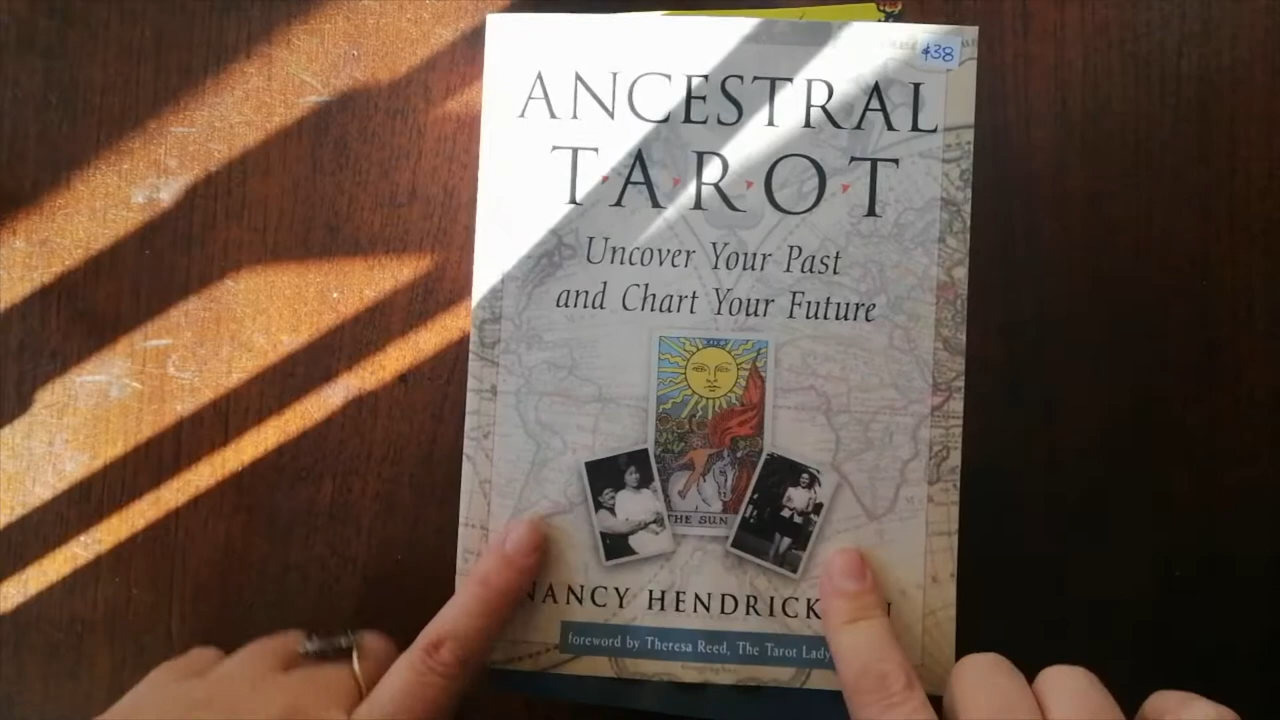 $38
ANCESTRAL
TAROT
Uncover Your Past
and Chart Your Future
THE SUN
NANCY HENDRICK N
foreword by Theresa Reed, The Tarot Lady